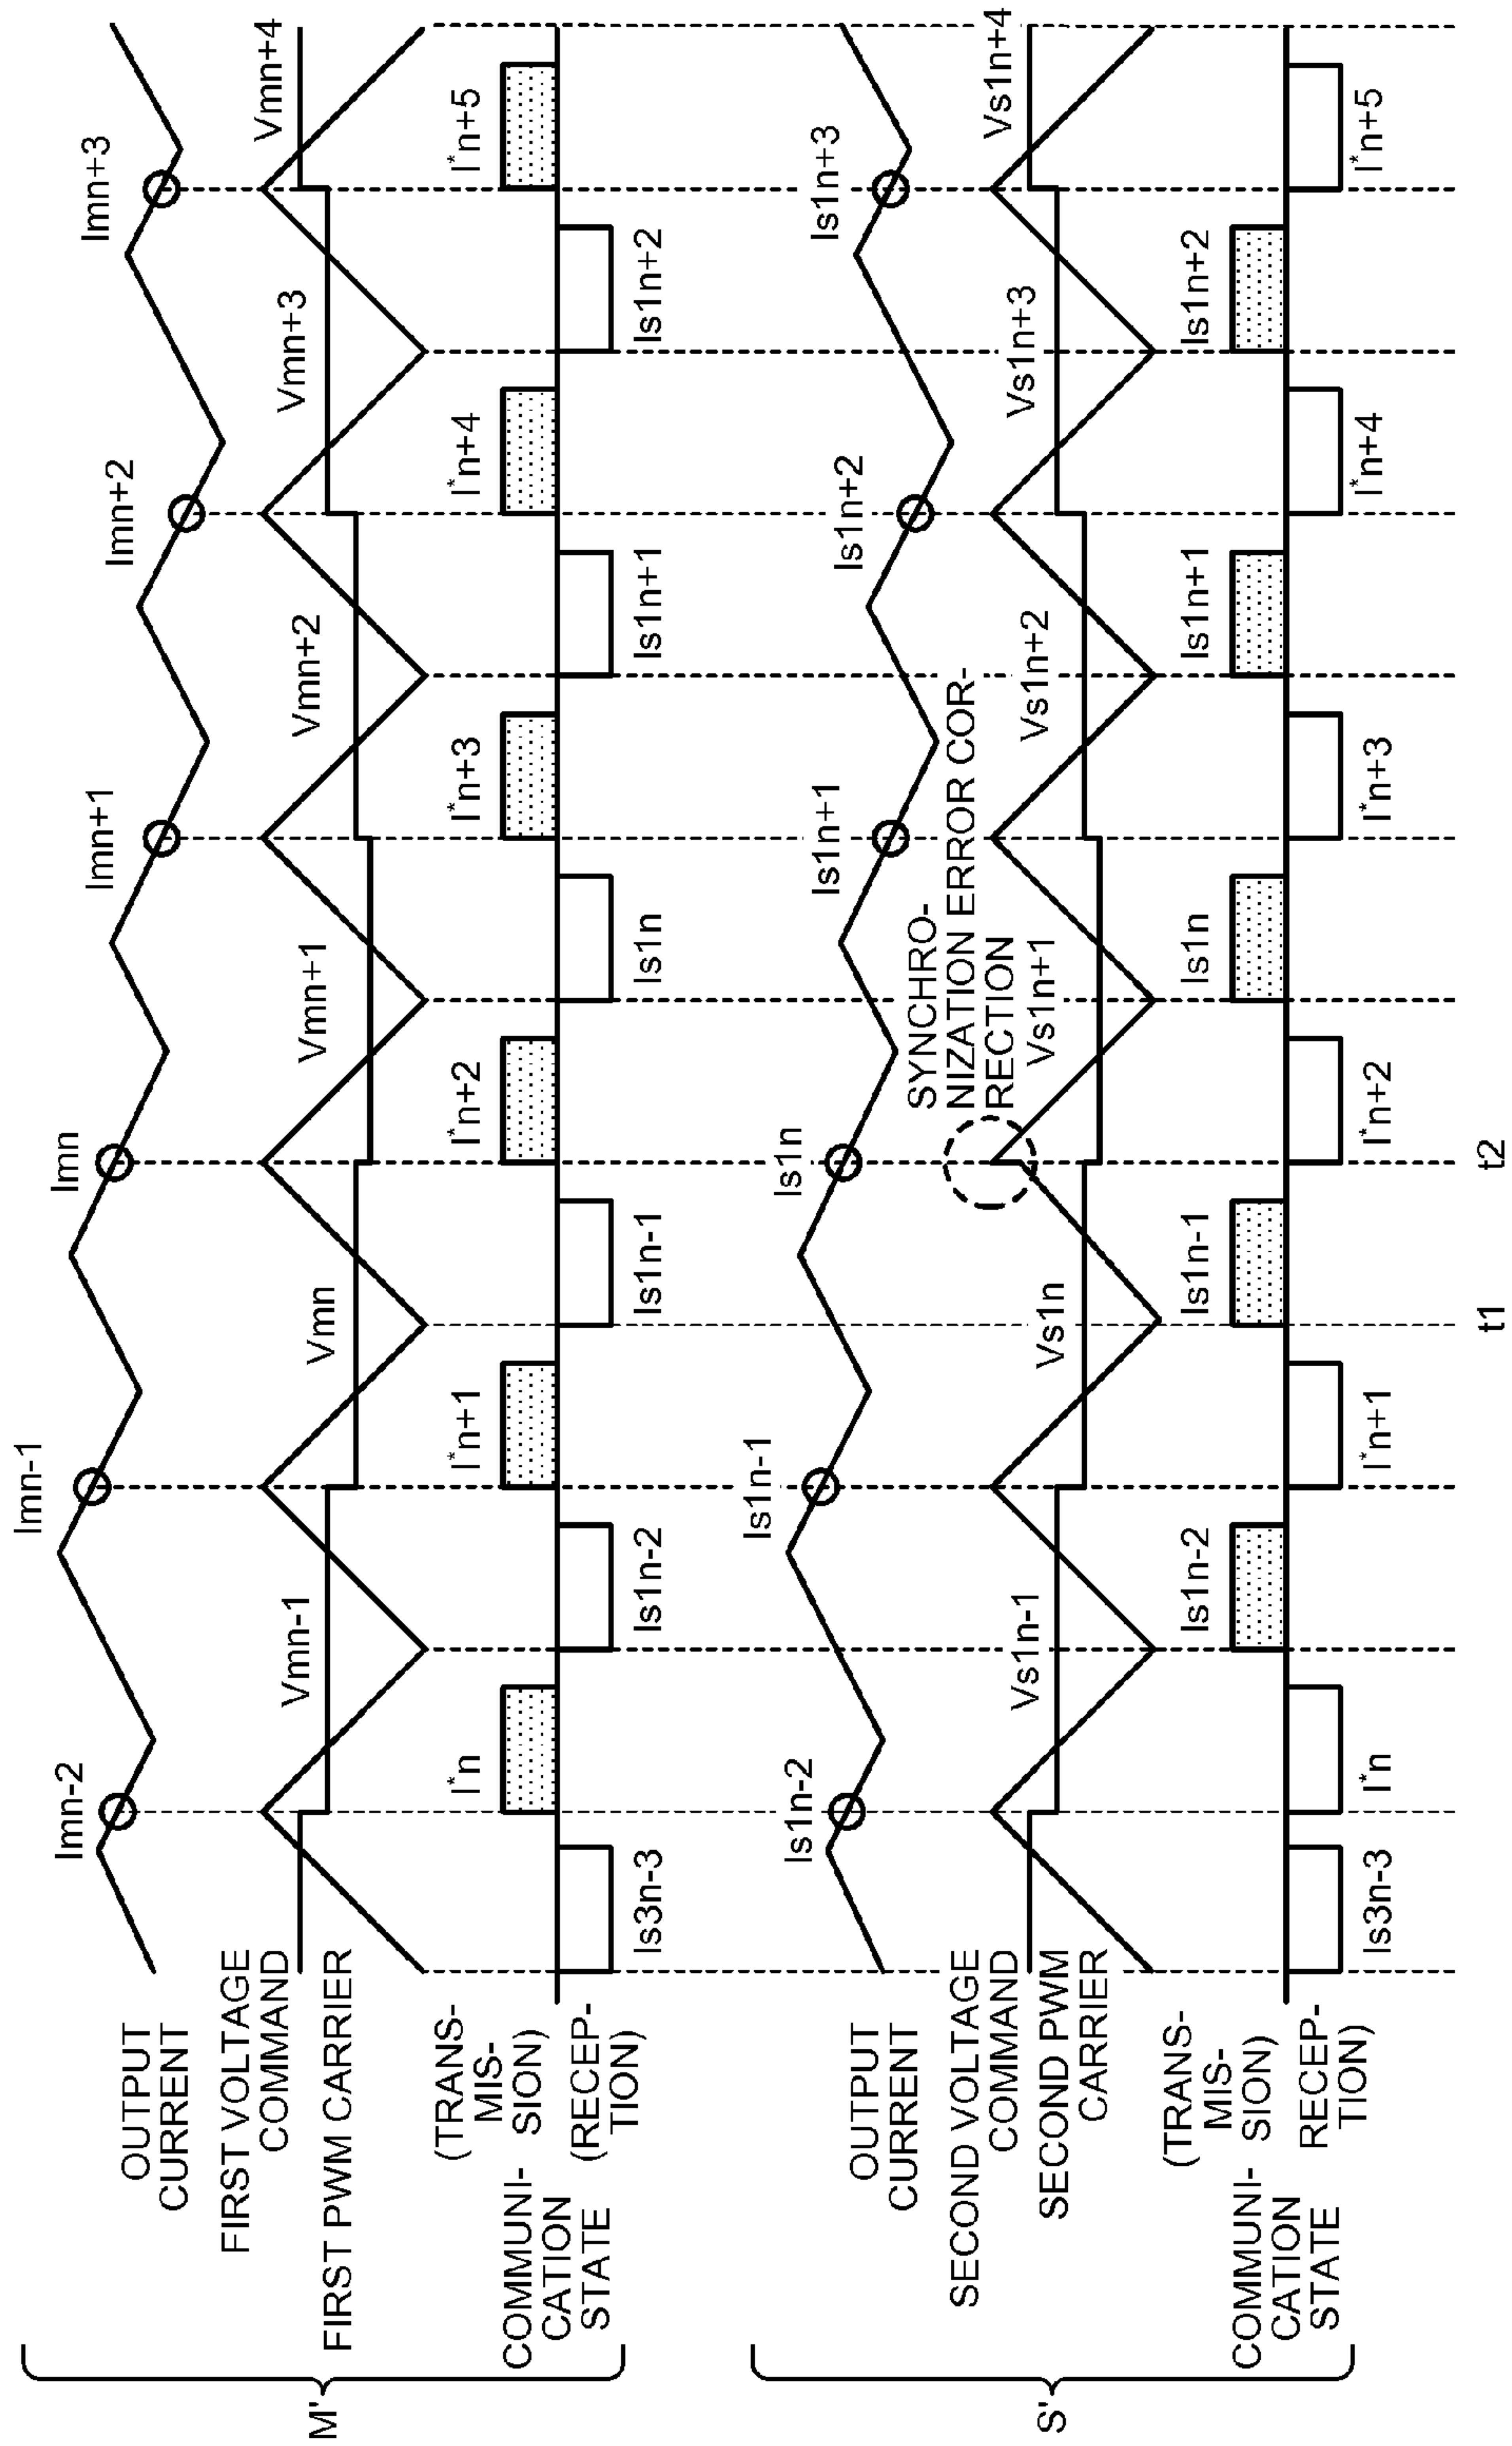 M'
OUTPUT
CURRENT
Imn-2
Imn-1
Imn
Imn+1
Imn+2
Imn+3
FIRST VOLTAGE
COMMAND
Vmn-1
Vmn
Vmn+1
Vmn+2
Vmn+3
Vmn+4
FIRST PWM CARRIER
COMMUNI-
CATION
STATE
(TRANS-
MIS-
SION)
I*n
I*n+1
I*n+2
I*n+3
I*n+4
I*n+5
(RECEP-
TION)
Is3n-3
Is1n-2
Is1n-1
Is1n
Is1n+1
Is1n+2
S'
OUTPUT
CURRENT
Is1n-2
Is1n-1
Is1n
Is1n+1
Is1n+2
Is1n+3
SYNCHRO-
NIZATION ERROR COR-
RECTION
SECOND VOLTAGE
COMMAND
Vs1n-1
Vs1n
Vs1n+1
Vs1n+2
Vs1n+3
Vs1n+4
SECOND PWM
CARRIER
COMMUNI-
CATION
STATE
(TRANS-
MIS-
SION)
Is1n-2
Is1n-1
Is1n
Is1n+1
Is1n+2
RECEP-
TION)
Is3n-3
I*n
I*n+1
I*n+2
I*n+3
I*n+4
I*n+5
t1
t2